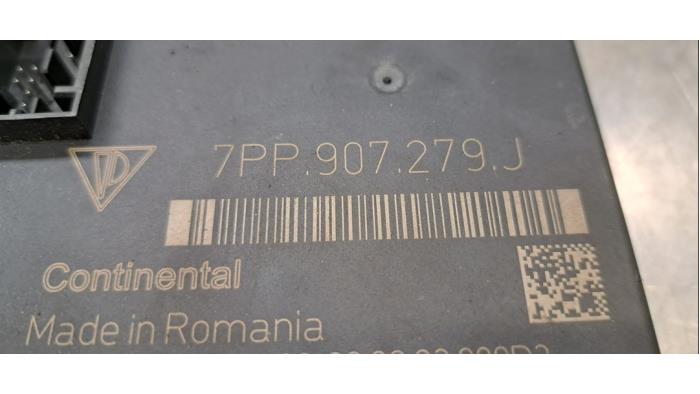 7PP.907.279.J
Continental
Made in Romania